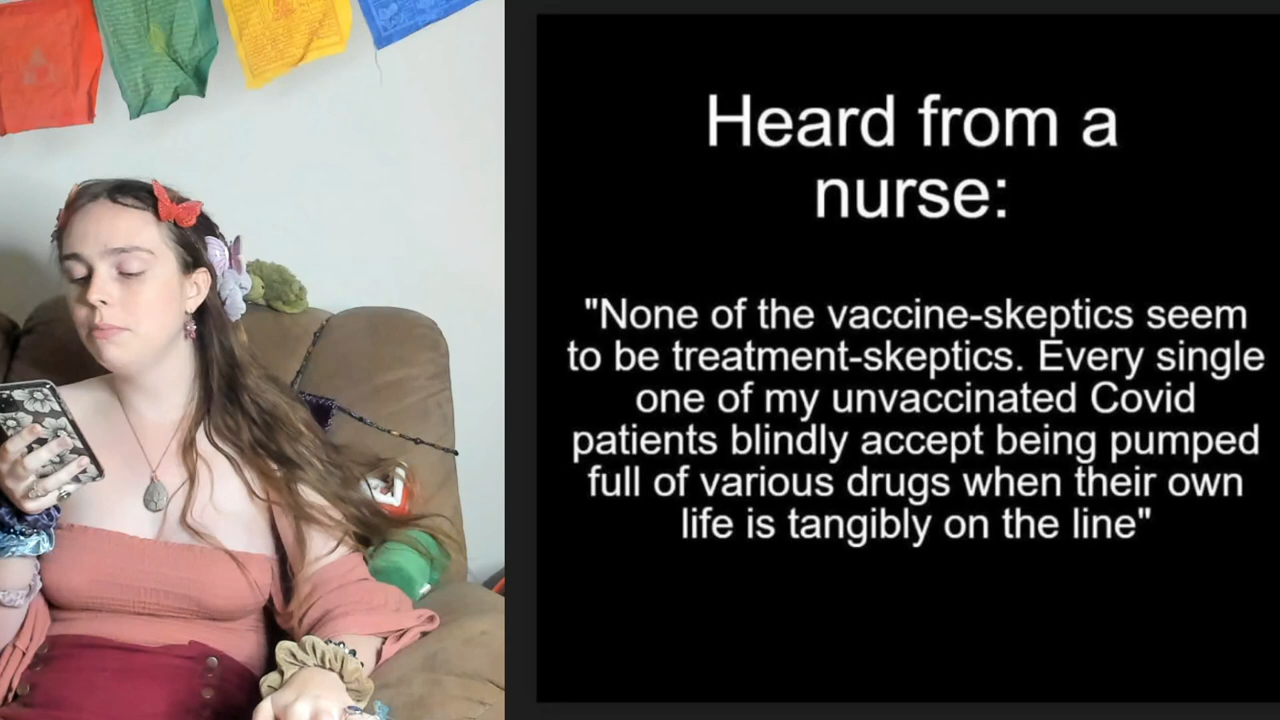 Heard from a
nurse:
"None of the vaccine-skeptics seem
to be treatment-skeptics. Every single
one of my unvaccinated Covid
patients blindly accept being pumped
full of various drugs when their own
life is tangibly on the line"